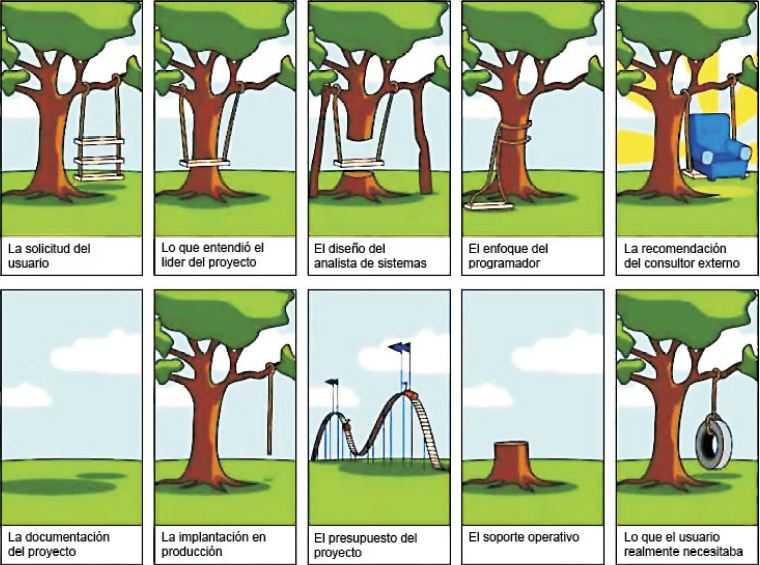 La solicitud del
usuario
Lo que entendió el
lider del proyecto
El diseño del
analista de sistemas
El enfoque del
programador
La recomendación
del consultor externo
La documentación
del proyecto
La implantación en
producción
El presupuesto del
proyecto
El soporte operativo
Lo que el usuario
realmente necesitaba